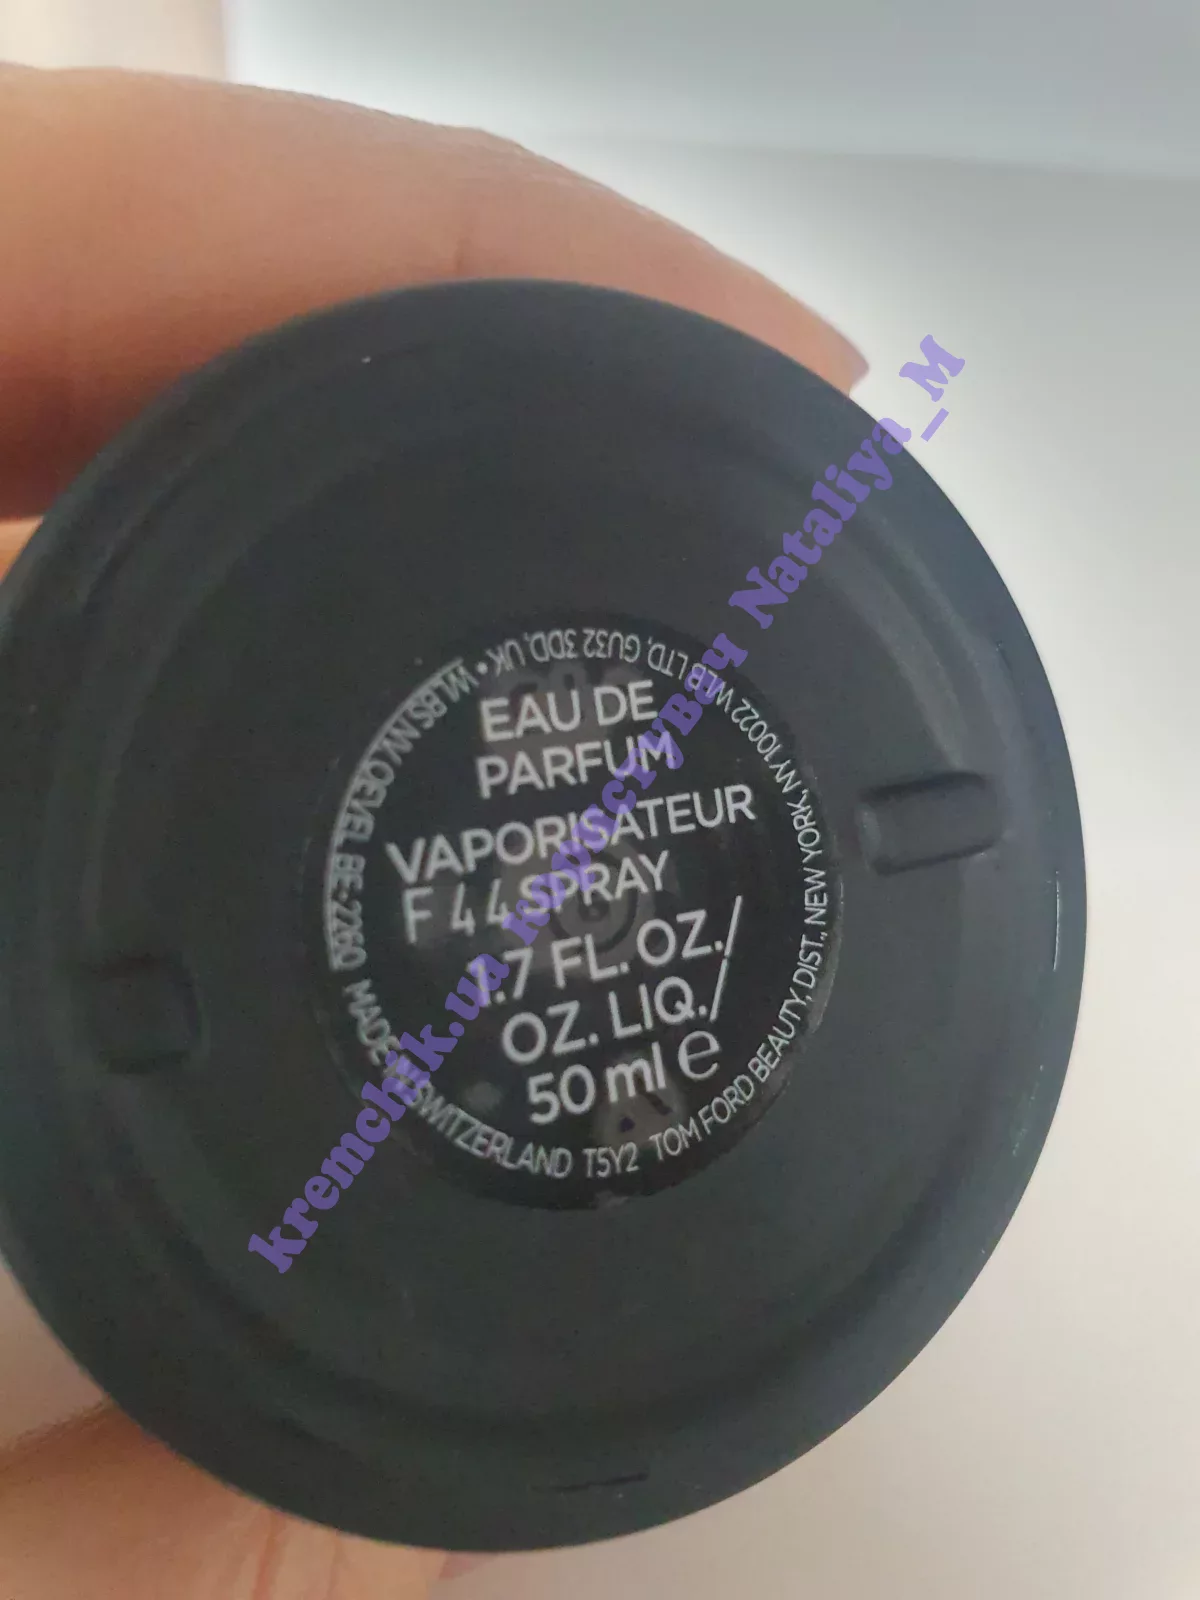 EAU DE
PARFUM
VAPORISATEUR
F 4 4 SPRAY
1.7 FL. OZ./
OZ. LIQ./
50 ml e
TOM FORD BEAUTY, DIST., NEW YORK, NY 10022 WLB LTD, GU32 3DD, UK • WLBS NV, OEVEL BE-2260 MADE IN SWITZERLAND T5Y2
kremchik.ua користувач Nataliya_M